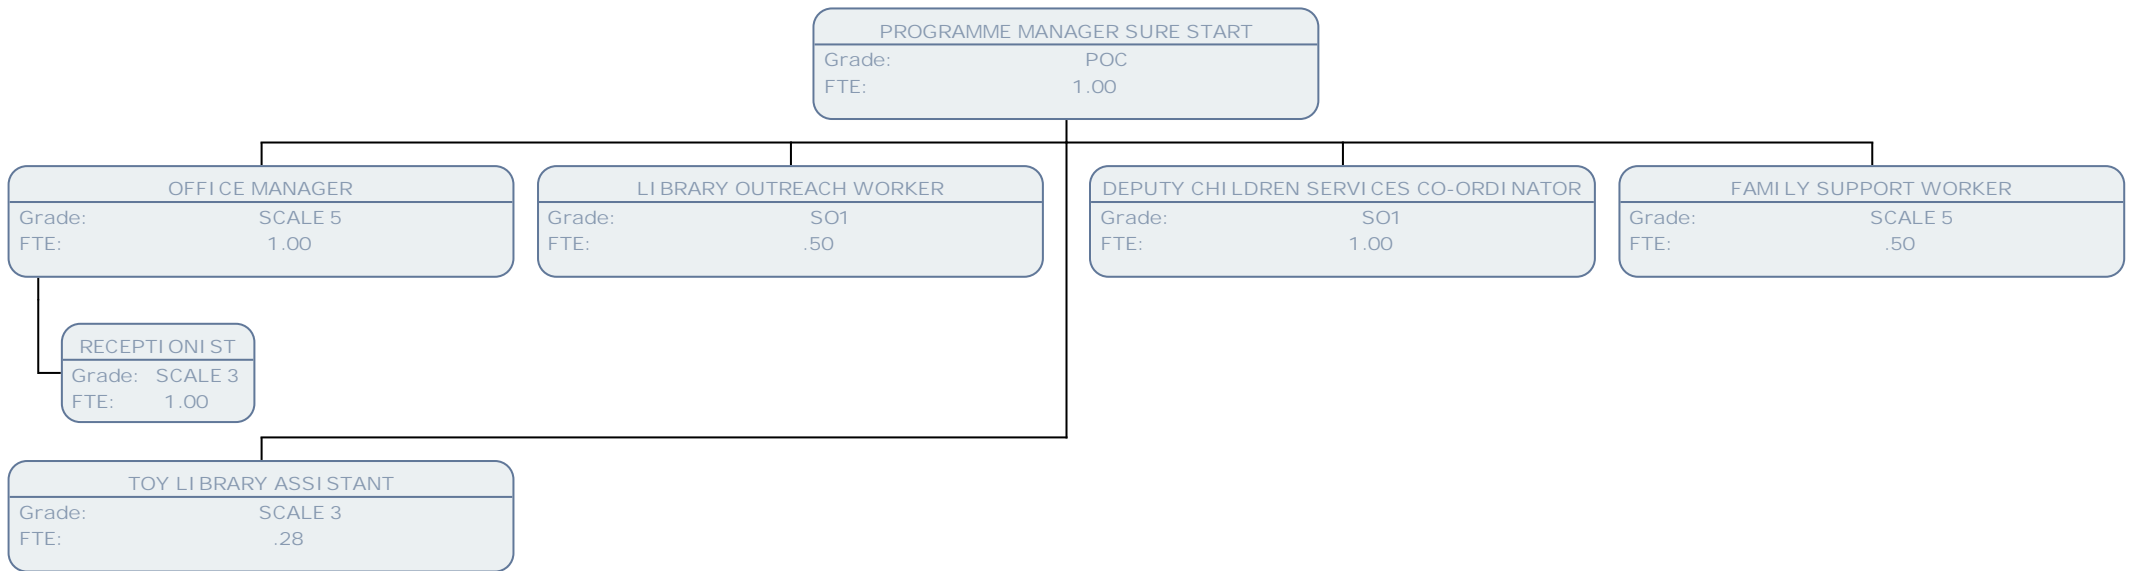 PROGRAMME MANAGER SURE START
Grade: POC
FTE: 1.00
OFFICE MANAGER
Grade: SCALE 5
FTE: 1.00
LIBRARY OUTREACH WORKER
Grade: SO1
FTE: .50
DEPUTY CHILDREN SERVICES CO-ORDINATOR
Grade: SO1
FTE: 1.00
FAMILY SUPPORT WORKER
Grade: SCALE 5
FTE: .50
RECEPTIONIST
Grade: SCALE 3
FTE: 1.00
TOY LIBRARY ASSISTANT
Grade: SCALE 3
FTE: .28